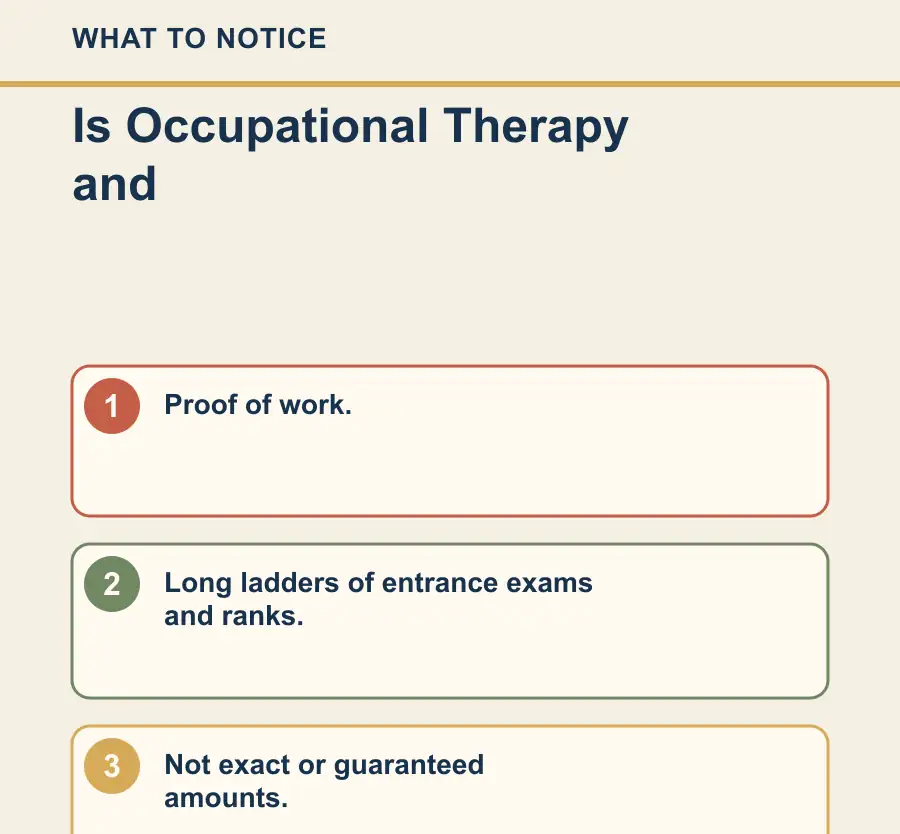 WHAT TO NOTICE
Is Occupational Therapy
and
1
Proof of work.
2
Long ladders of entrance exams
and ranks.
3
Not exact or guaranteed
amounts.